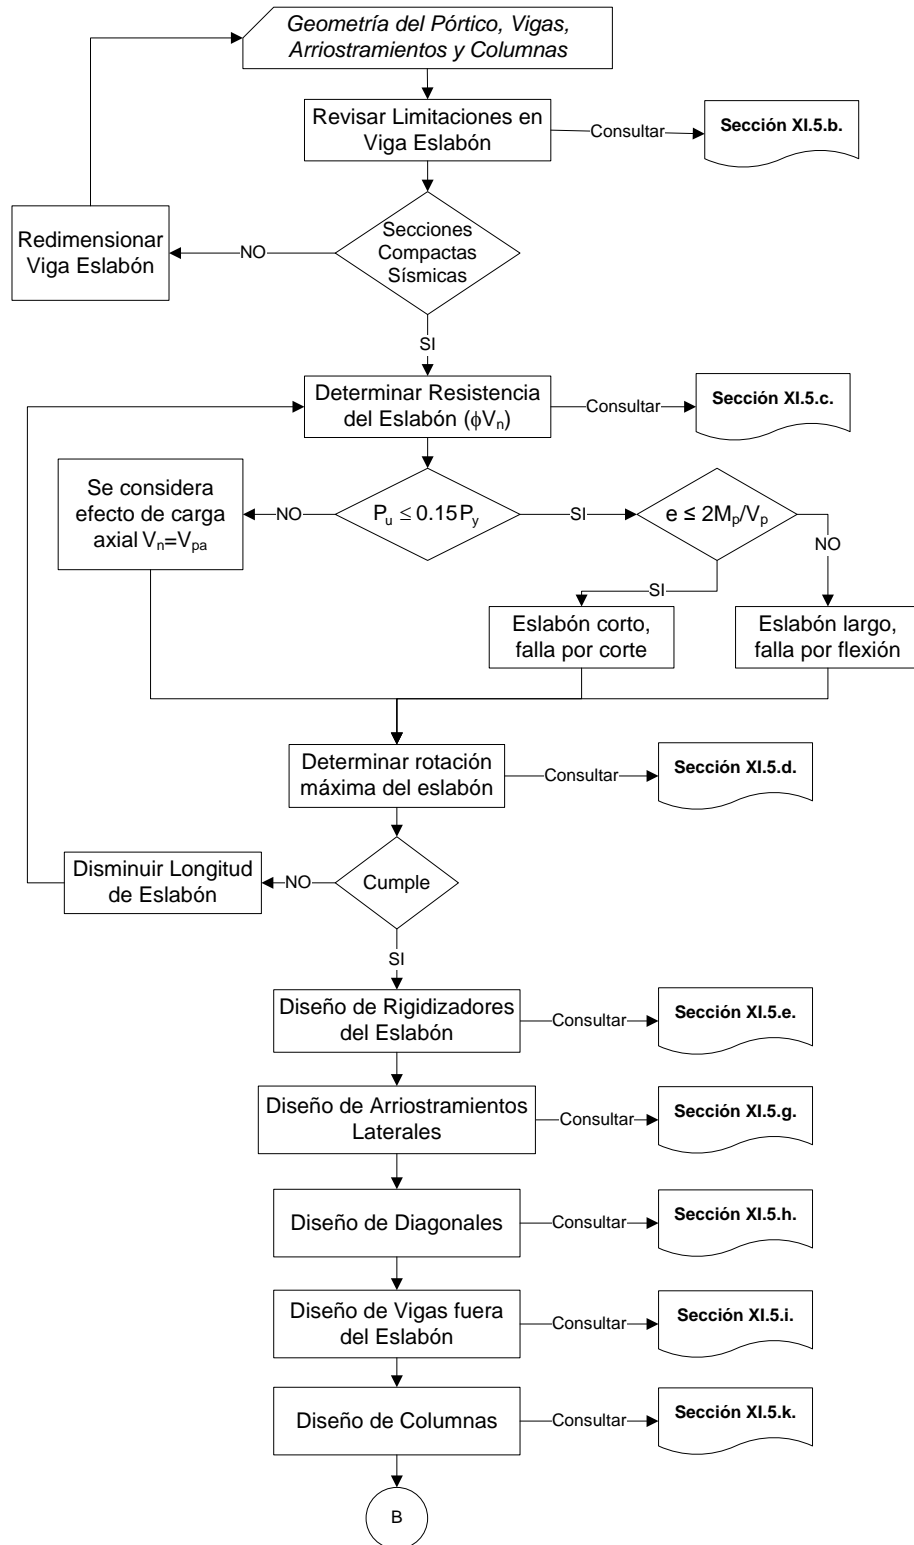 Geometría del Pórtico, Vigas,
Arriostramientos y Columnas
Revisar Limitaciones en
Viga Eslabón
Consultar
Sección XI.5.b.
Secciones
Compactas
Sísmicas
NO
Redimensionar
Viga Eslabón
SI
Determinar Resistencia
del Eslabón (ϕVn)
Consultar
Sección XI.5.c.
Pu ≤ 0.15Py
NO
Se considera
efecto de carga
axial Vn=Vpa
SI
e ≤ 2Mp/Vp
NO
SI
Eslabón corto,
falla por corte
Eslabón largo,
falla por flexión
Determinar rotación
máxima del eslabón
Consultar
Sección XI.5.d.
Cumple
NO
Disminuir Longitud
de Eslabón
SI
Diseño de Rigidizadores
del Eslabón
Consultar
Sección XI.5.e.
Diseño de Arriostramientos
Laterales
Consultar
Sección XI.5.g.
Diseño de Diagonales
Consultar
Sección XI.5.h.
Diseño de Vigas fuera
del Eslabón
Consultar
Sección XI.5.i.
Diseño de Columnas
Consultar
Sección XI.5.k.
B